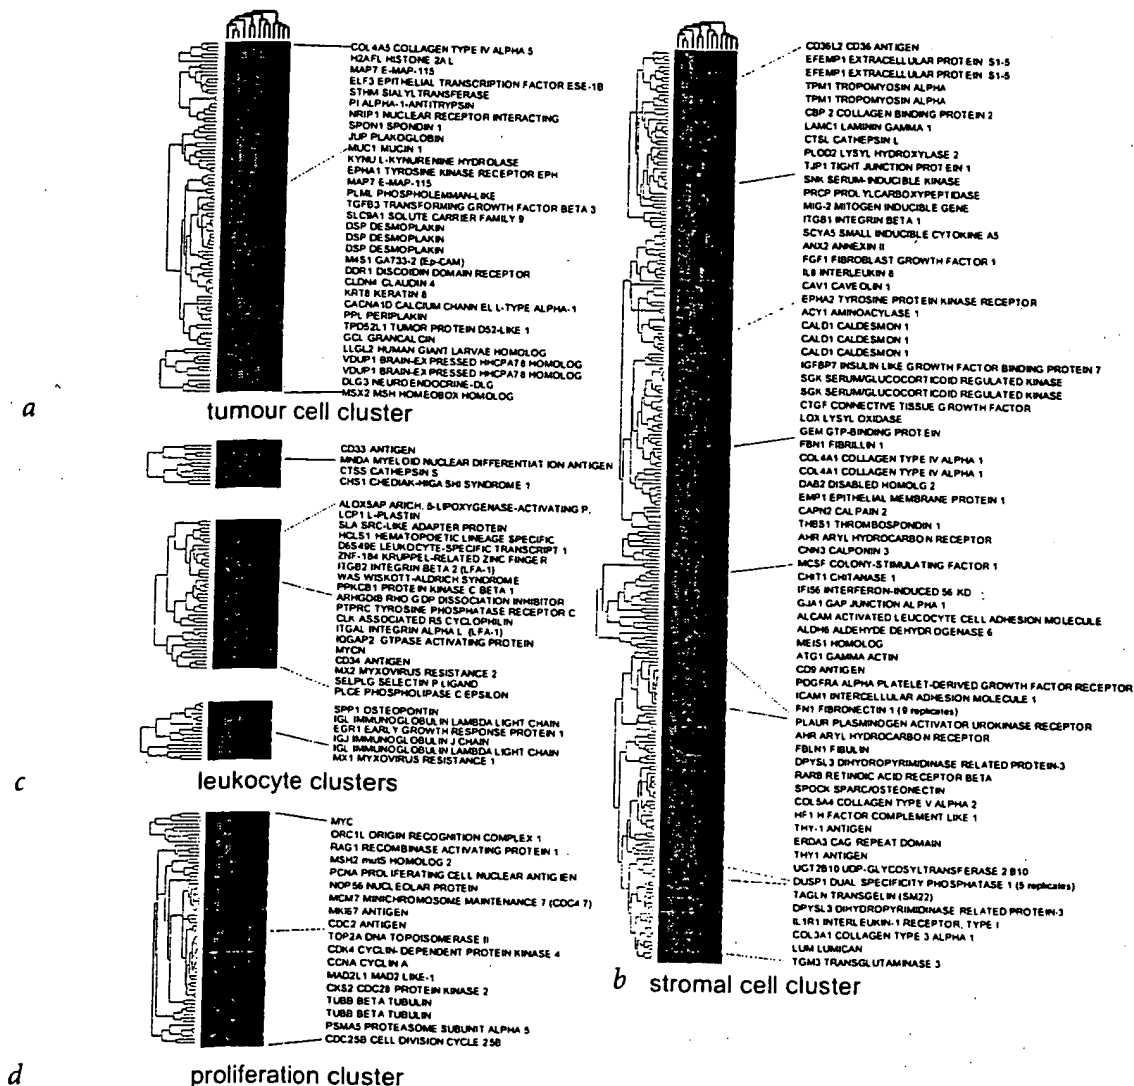 COL4A5 COLLAGEN TYPE IV ALPHA 5
H2AFL HISTONE 2A L
MAP7 E-MAP-115
ELF3 EPITHELIAL TRANSCRIPTION FACTOR ESE-1B
STHM SIALYLTRANSFERASE
PI ALPHA-1-ANTITRYPSIN
NRIP1 NUCLEAR RECEPTOR INTERACTING
SPON1 SPONDIN 1
JUP PLAKOGLOBIN
MUC1 MUCIN 1
KYNU L-KYNURENINE HYDROLASE
EPHA1 TYROSINE KINASE RECEPTOR EPH
MAP7 E-MAP-115
PLML PHOSPHOLEMMAN-LIKE
TGFB3 TRANSFORMING GROWTH FACTOR BETA 3
SLC9A1 SOLUTE CARRIER FAMILY 9
DSP DESMOPLAKIN
DSP DESMOPLAKIN
DSP DESMOPLAKIN
M4S1 GA733-2 (Ep-CAM)
DDR1 DISCOIDIN DOMAIN RECEPTOR
CLDN4 CLAUDIN 4
KRT8 KERATIN 8
CACNA1D CALCIUM CHANN EL L-TYPE ALPHA-1
PPL PERIPLAKIN
TPD52L1 TUMOR PROTEIN D52-LIKE 1
GCL GRANCALCIN
LLGL2 HUMAN GIANT LARVAE HOMOLOG
VDUP1 BRAIN-EXPRESSED HHCPA78 HOMOLOG
VDUP1 BRAIN-EXPRESSED HHCPA78 HOMOLOG
DLG3 NEUROENDOCRINE-DLG
MSX2 MSH HOMEOBOX HOMOLOG
a
tumour cell cluster
CD33 ANTIGEN
MNDA MYELOID NUCLEAR DIFFERENTIATION ANTIGEN
CTSS CATHEPSIN S
CHS1 CHEDIAK-HIGASHI SYNDROME 1
ALOX5AP ARICH. 5-LIPOXYGENASE-ACTIVATING P.
LCP1 L-PLASTIN
SLA SRC-LIKE ADAPTER PROTEIN
HCLS1 HEMATOPOETIC LINEAGE SPECIFIC
D6S49E LEUKOCYTE-SPECIFIC TRANSCRIPT 1
ZNF-184 KRUPPEL-RELATED ZINC FINGER
ITGB2 INTEGRIN BETA 2 (LFA-1)
WAS WISKOTT-ALDRICH SYNDROME
PPKCB1 PROTEIN KINASE C BETA 1
ARHGDIB RHO GDP DISSOCIATION INHIBITOR
PTPRC TYROSINE PHOSPHATASE RECEPTOR C
CLK ASSOCIATED RS CYCLOPHILIN
ITGAL INTEGRIN ALPHA L (LFA-1)
IQGAP2 GTPASE ACTIVATING PROTEIN
MYCN
CD34 ANTIGEN
MX2 MYXOVIRUS RESISTANCE 2
SELPLG SELECTIN P LIGAND
PLCE PHOSPHOLIPASE C EPSILON
SPP1 OSTEOPONTIN
IGL IMMUNOGLOBULIN LAMBDA LIGHT CHAIN
EGR1 EARLY GROWTH RESPONSE PROTEIN 1
IGJ IMMUNOGLOBULIN J CHAIN
IGL IMMUNOGLOBULIN LAMBDA LIGHT CHAIN
MX1 MYXOVIRUS RESISTANCE 1
c
leukocyte clusters
MYC
ORC1L ORIGIN RECOGNITION COMPLEX 1
RAG1 RECOMBINASE ACTIVATING PROTEIN 1
MSH2 mutS HOMOLOG 2
PCNA PROLIFERATING CELL NUCLEAR ANTIGIEN
NOP56 NUCLEOLAR PROTEIN
MCM7 MINICHROMOSOME MAINTENANCE 7 (CDC47)
MKI67 ANTIGEN
CDC2 ANTIGEN
TOP2A DNA TOPOISOMERASE II
CDK4 CYCLIN-DEPENDENT PROTEIN KINASE 4
CCNA CYCLIN A
MAD2L1 MAD2 LIKE-1
CKS2 CDC28 PROTEIN KINASE 2
TUBB BETA TUBULIN
TUBB BETA TUBULIN
PSMA5 PROTEASOME SUBUNIT ALPHA 5
CDC25B CELL DIVISION CYCLE 25B
d
proliferation cluster
CD36L2 CD36 ANTIGEN
EFEMP1 EXTRACELLULAR PROTEIN S1-5
EFEMP1 EXTRACELLULAR PROTEIN S1-5
TPM1 TROPOMYOSIN ALPHA
TPM1 TROPOMYOSIN ALPHA
CBP 2 COLLAGEN BINDING PROTEIN 2
LAMC1 LAMININ GAMMA 1
CTSL CATHEPSIN L
PLOD2 LYSYL HYDROXYLASE 2
TJP1 TIGHT JUNCTION PROTEIN 1
SNK SERUM-INDUCIBLE KINASE
PRCP PROLYLCARBOXYPEPTIDASE
MIG-2 MITOGEN INDUCIBLE GENE
ITGB1 INTEGRIN BETA 1
SCYA5 SMALL INDUCIBLE CYTOKINE A5
ANX2 ANNEXIN II
FGF1 FIBROBLAST GROWTH FACTOR 1
IL8 INTERLEUKIN 8
CAV1 CAVEOLIN 1
EPHA2 TYROSINE PROTEIN KINASE RECEPTOR
ACY1 AMINOACYLASE 1
CALD1 CALDESMON 1
CALD1 CALDESMON 1
CALD1 CALDESMON 1
IGFBP7 INSULIN LIKE GROWTH FACTOR BINDING PROTEIN 7
SGK SERUM/GLUCOCORTICOID REGULATED KINASE
SGK SERUM/GLUCOCORTICOID REGULATED KINASE
CTGF CONNECTIVE TISSUE GROWTH FACTOR
LOX LYSYL OXIDASE
GEM GTP-BINDING PROTEIN
FBN1 FIBRILLIN 1
COL4A1 COLLAGEN TYPE IV ALPHA 1
COL4A1 COLLAGEN TYPE IV ALPHA 1
DAB2 DISABLED HOMOLG 2
EMP1 EPITHELIAL MEMBRANE PROTEIN 1
CAPN2 CALPAIN 2
THBS1 THROMBOSPONDIN 1
AHR ARYL HYDROCARBON RECEPTOR
CNN3 CALPONIN 3
MCSF COLONY-STIMULATING FACTOR 1
CHIT1 CHITANASE 1
IFI56 INTERFERON-INDUCED 56 KD
GJA1 GAP JUNCTION ALPHA 1
ALCAM ACTIVATED LEUCOCYTE CELL ADHESION MOLECULE
ALDH6 ALDEHYDE DEHYDROGENASE 6
MEIS1 HOMOLOG
ATG1 GAMMA ACTIN
CD9 ANTIGEN
PDGFRA ALPHA PLATELET-DERIVED GROWTH FACTOR RECEPTOR
ICAM1 INTERCELLULAR ADHESION MOLECULE 1
FN1 FIBRONECTIN 1 (9 replicates)
PLAUR PLASMINOGEN ACTIVATOR UROKINASE RECEPTOR
AHR ARYL HYDROCARBON RECEPTOR
FBLN1 FIBULIN
DPYSL3 DIHYDROPYRIMIDINASE RELATED PROTEIN-3
RARB RETINOIC ACID RECEPTOR BETA
SPOCK SPARC/OSTEONECTIN
COL5A4 COLLAGEN TYPE V ALPHA 2
HF1 H FACTOR COMPLEMENT LIKE 1
THY-1 ANTIGEN
ERDA3 CAG REPEAT DOMAIN
THY1 ANTIGEN
UGT2B10 UDP-GLYCOSYLTRANSFERASE 2 B10
DUSP1 DUAL SPECIFICITY PHOSPHATASE 1 (5 replicates)
TAGLN TRANSGELIN (SM22)
DPYSL3 DIHYDROPYRIMIDINASE RELATED PROTEIN-3
IL1R1 INTERLEUKIN-1 RECEPTOR, TYPE I
COL3A1 COLLAGEN TYPE 3 ALPHA 1
LUM LUMICAN
TGM3 TRANSGLUTAMINASE 3
b
stromal cell cluster